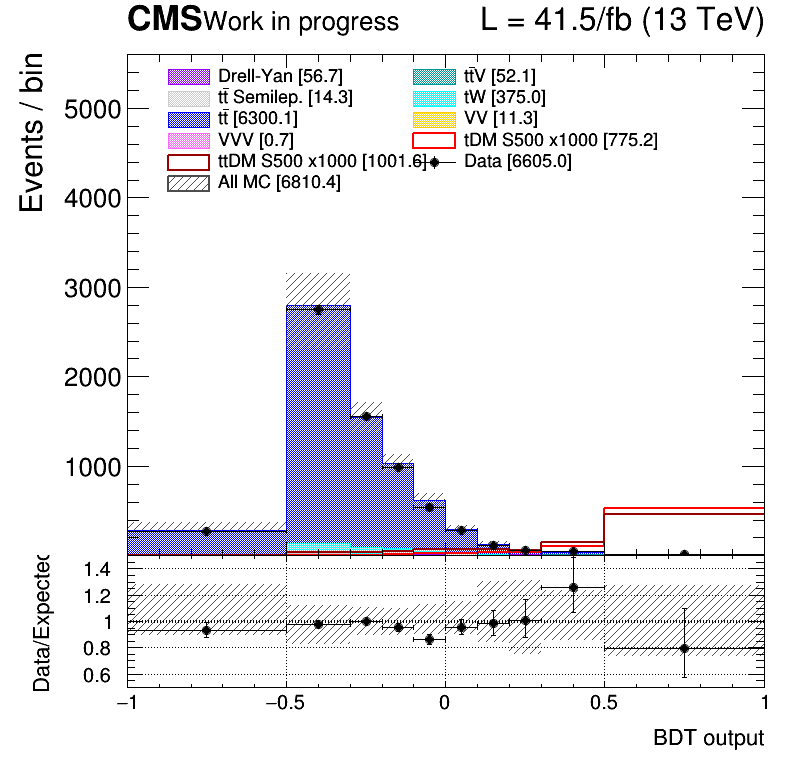 CMS Work in progress L = 41.5/fb (13 TeV)
Drell-Yan [56.7] tt̄V [52.1]
tt̄ Semilep. [14.3] tW [375.0]
tt̄ [6300.1] VV [11.3]
VVV [0.7] tDM S500 x1000 [775.2]
ttDM S500 x1000 [1001.6] Data [6605.0]
All MC [6810.4]
Events / bin
5000
4000
3000
2000
1000
Data/Expected
1.4
1.2
1
0.8
0.6
−1 −0.5 0 0.5 1
BDT output